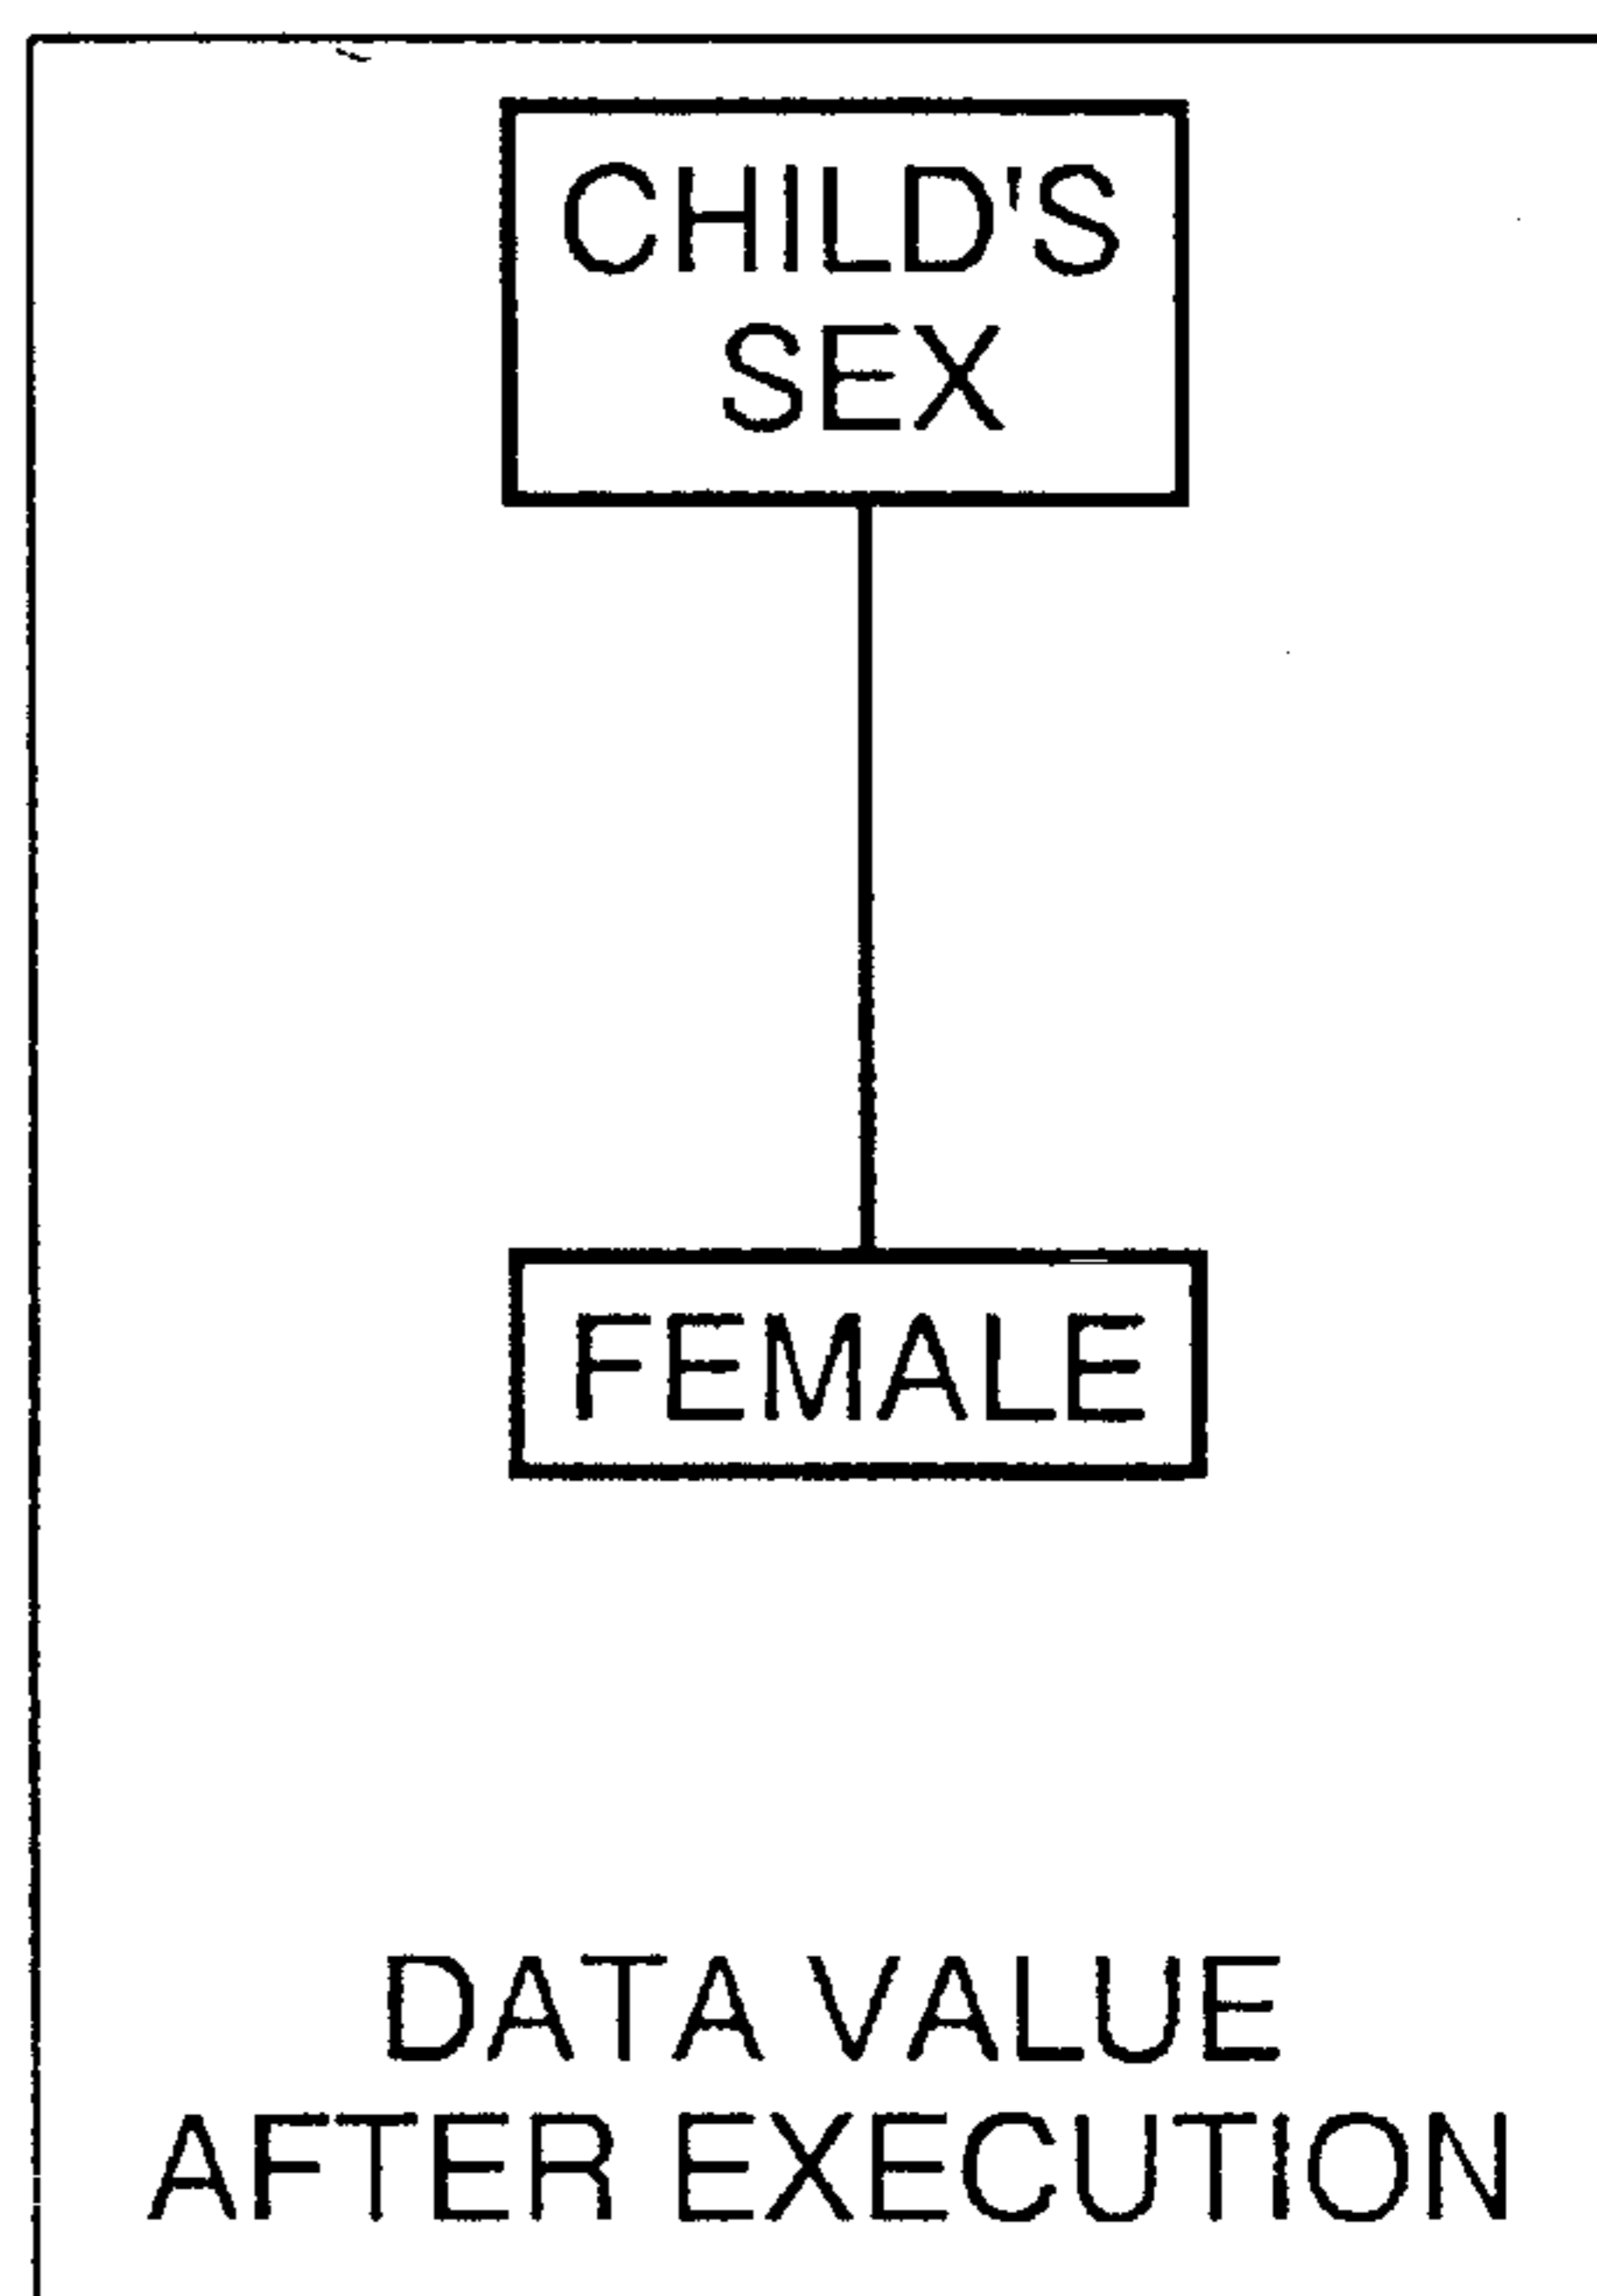 CHILD'S
SEX
FEMALE
DATA VALUE
AFTER EXECUTION